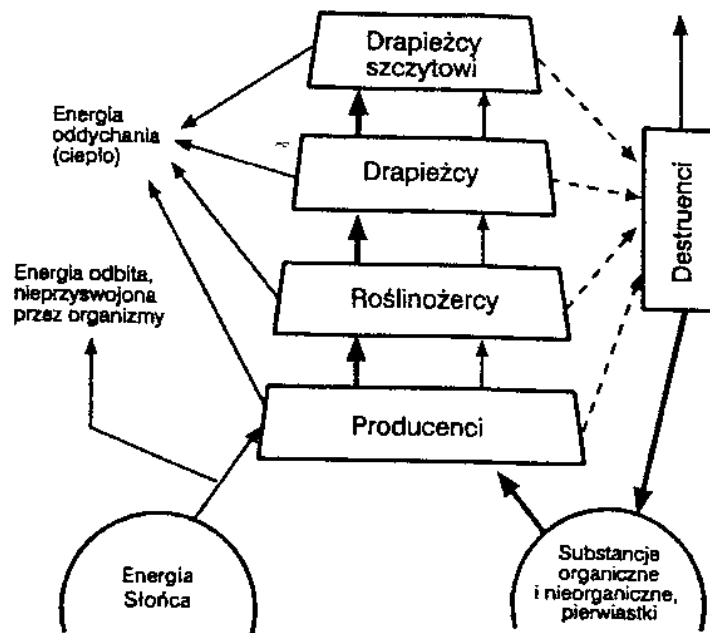 Drapieżcy
szczytowi
Energia
oddychania
(ciepło)
Drapieżcy
Destruenci
Energia odbita,
nieprzyswojona
przez organizmy
Roślinożercy
Producenci
Energia
Słońca
Substancje
organiczne
i nieorganiczne,
pierwiastki